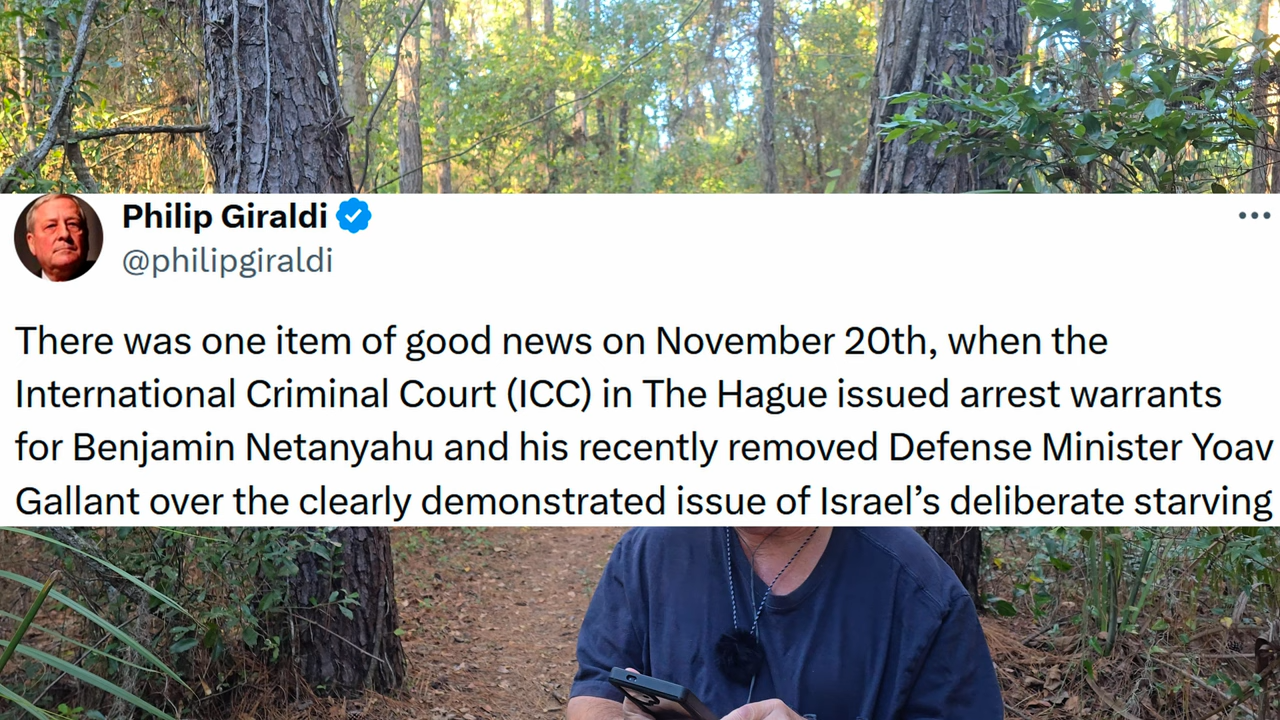 Philip Giraldi
@philipgiraldi
There was one item of good news on November 20th, when the
International Criminal Court (ICC) in The Hague issued arrest warrants
for Benjamin Netanyahu and his recently removed Defense Minister Yoav
Gallant over the clearly demonstrated issue of Israel’s deliberate starving